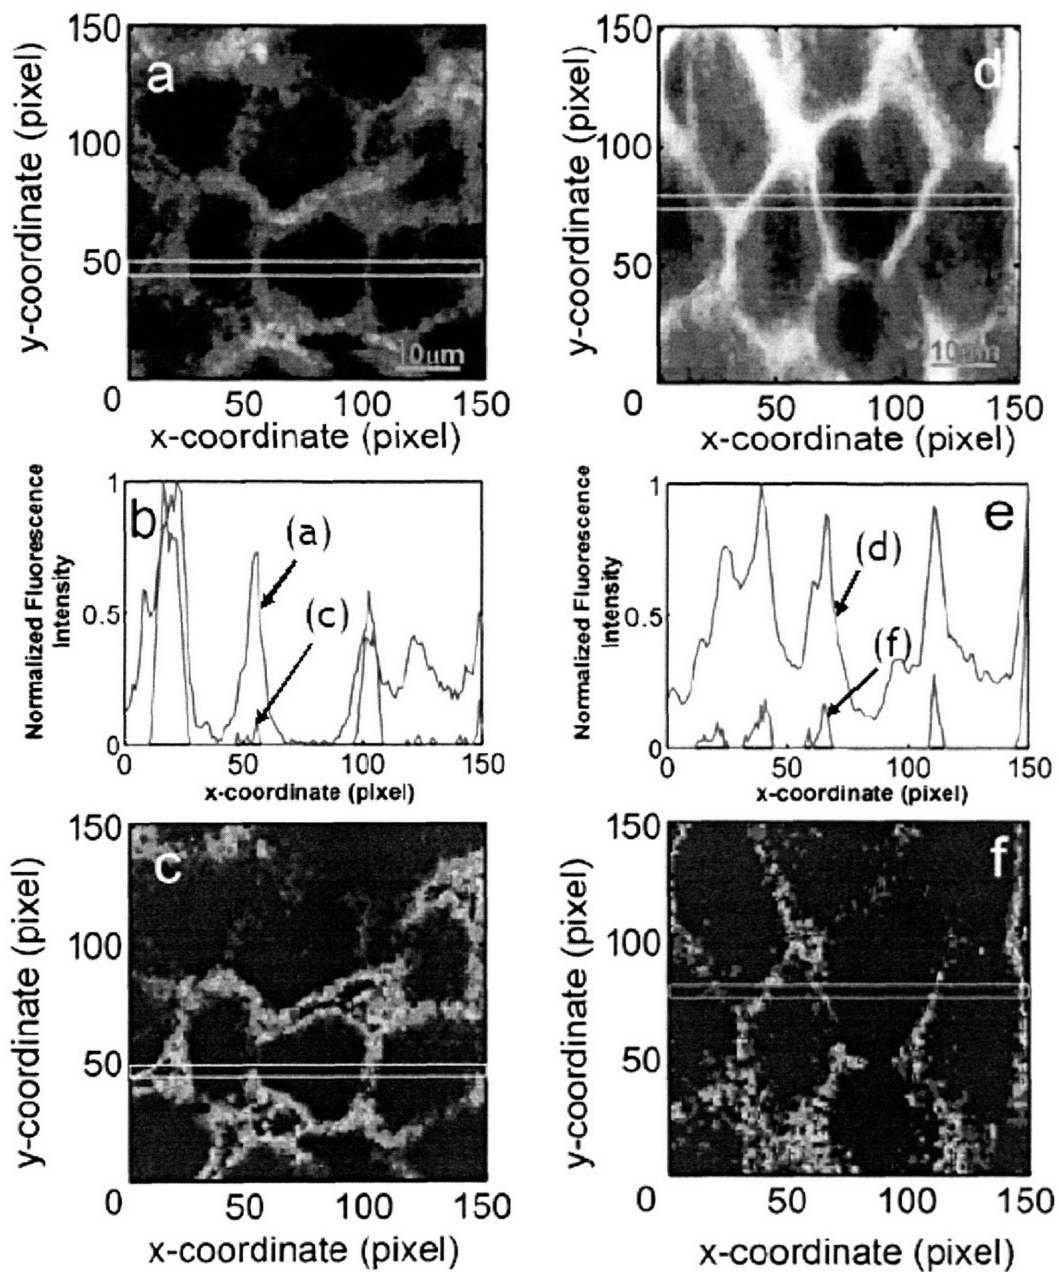 a
150
100
50
0
50
100
150
y-coordinate (pixel)
x-coordinate (pixel)
10µm
d
150
100
50
0
50
100
150
y-coordinate (pixel)
x-coordinate (pixel)
10µm
b
1
0.5
0
0
50
100
150
Normalized Fluorescence
Intensity
x-coordinate (pixel)
(a)
(c)
e
1
0.5
0
0
50
100
150
Normalized Fluorescence
Intensity
x-coordinate (pixel)
(d)
(f)
c
150
100
50
0
50
100
150
y-coordinate (pixel)
x-coordinate (pixel)
f
150
100
50
0
50
100
150
y-coordinate (pixel)
x-coordinate (pixel)